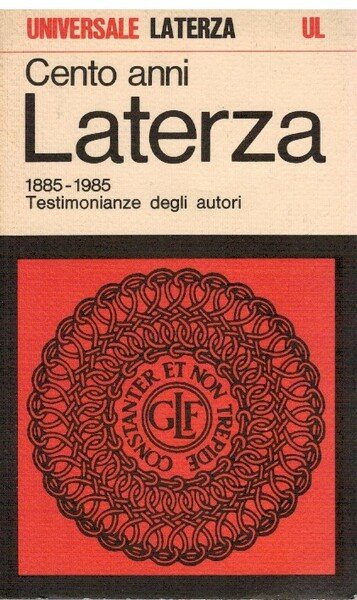 UNIVERSALE LATERZA UL
Cento anni
Laterza
1885-1985
Testimonianze degli autori
CONSTANTER ET NON TREPIDE
GLF